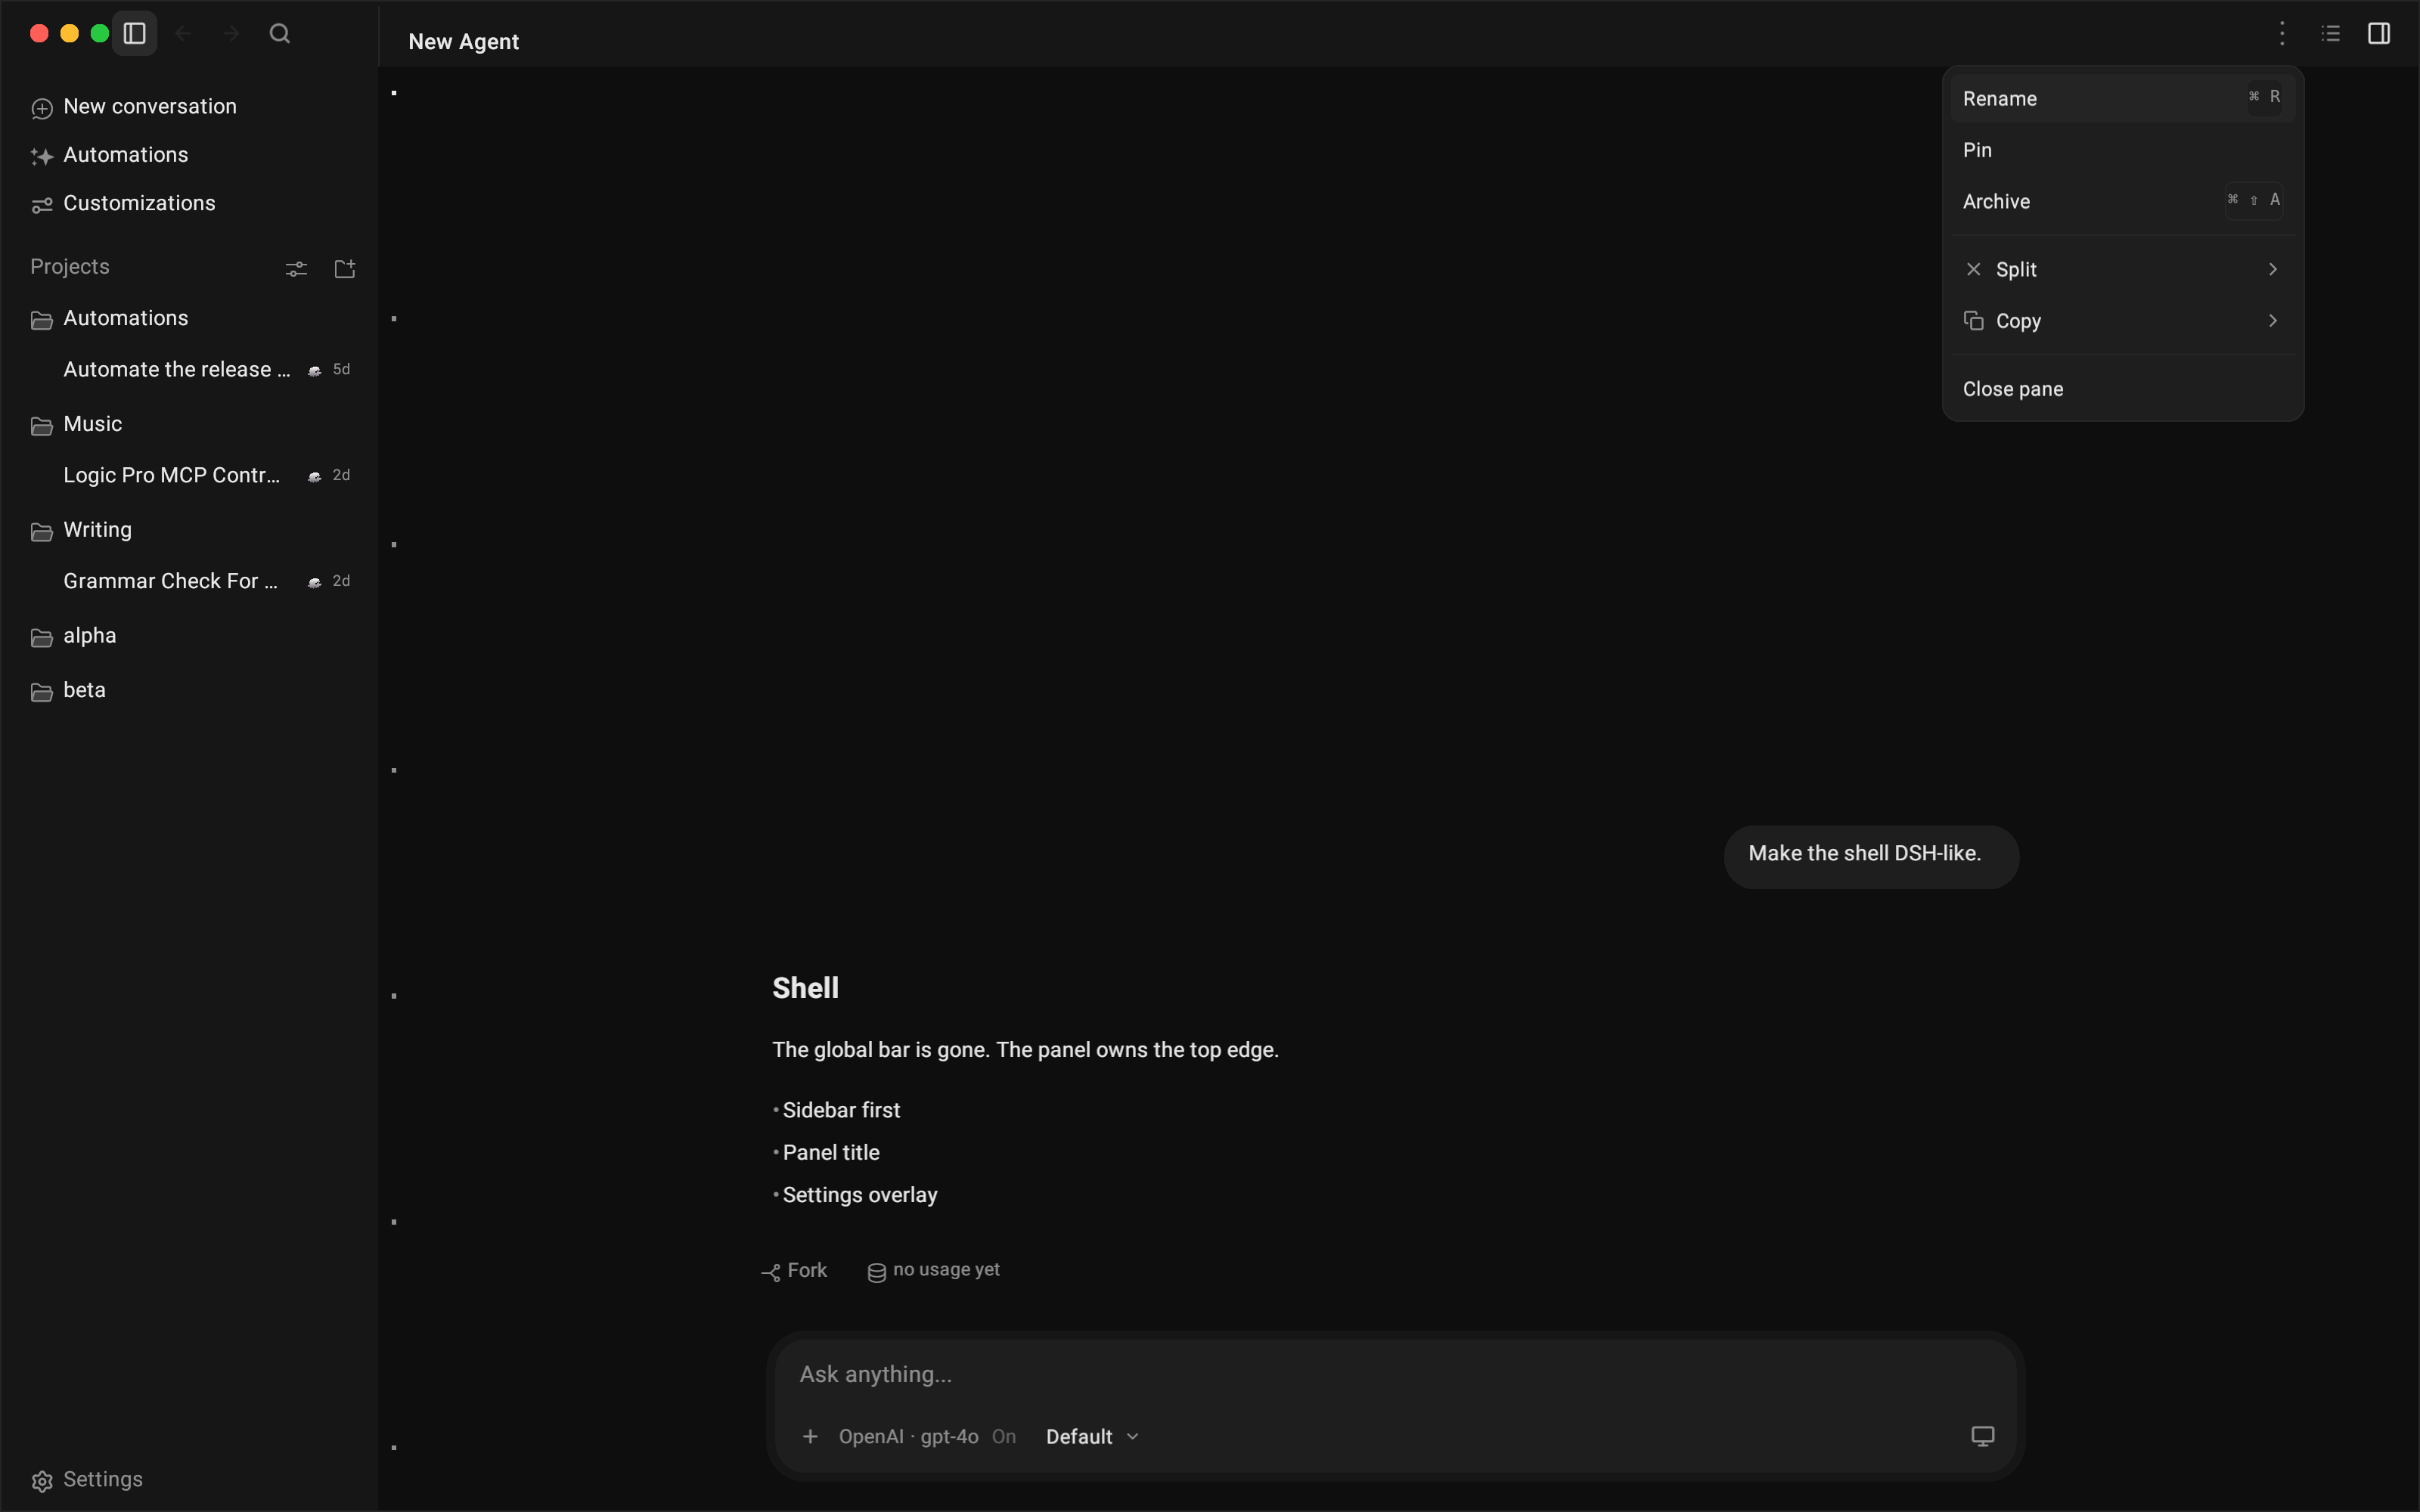 New Agent
New conversation
Automations
Customizations
Projects
Automations
Automate the release ... 5d
Music
Logic Pro MCP Contr... 2d
Writing
Grammar Check For ... 2d
alpha
beta
Settings
Rename ⌘ R
Pin
Archive ⌘ ⇧ A
Split
Copy
Close pane
Make the shell DSH-like.
Shell
The global bar is gone. The panel owns the top edge.
• Sidebar first
• Panel title
• Settings overlay
Fork no usage yet
Ask anything...
OpenAI · gpt-4o On Default